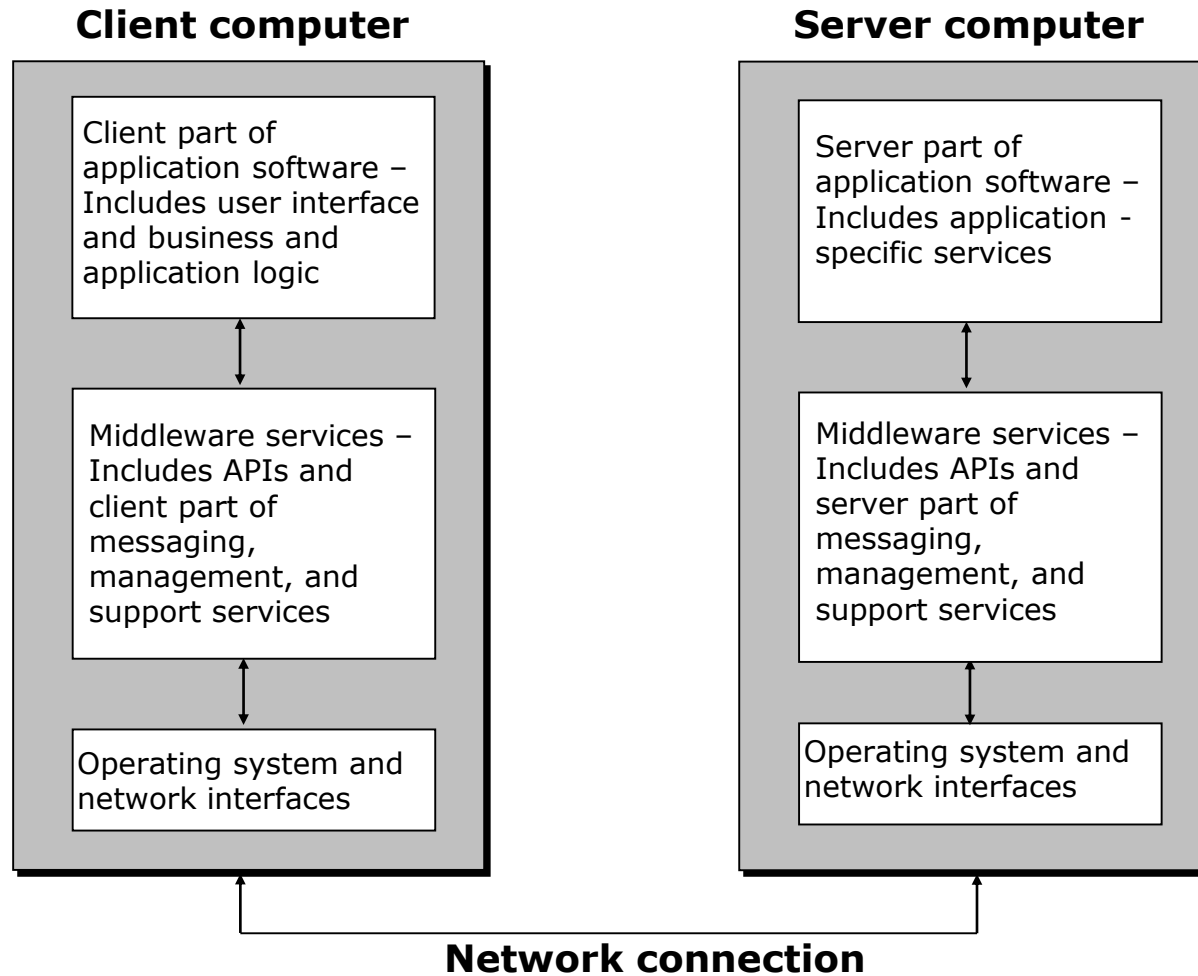 Client computer
Server computer
Client part of
application software –
Includes user interface
and business and
application logic
Server part of
application software –
Includes application -
specific services
Middleware services –
Includes APIs and
client part of
messaging,
management, and
support services
Middleware services –
Includes APIs and
server part of
messaging,
management, and
support services
Operating system and
network interfaces
Operating system and
network interfaces
Network connection